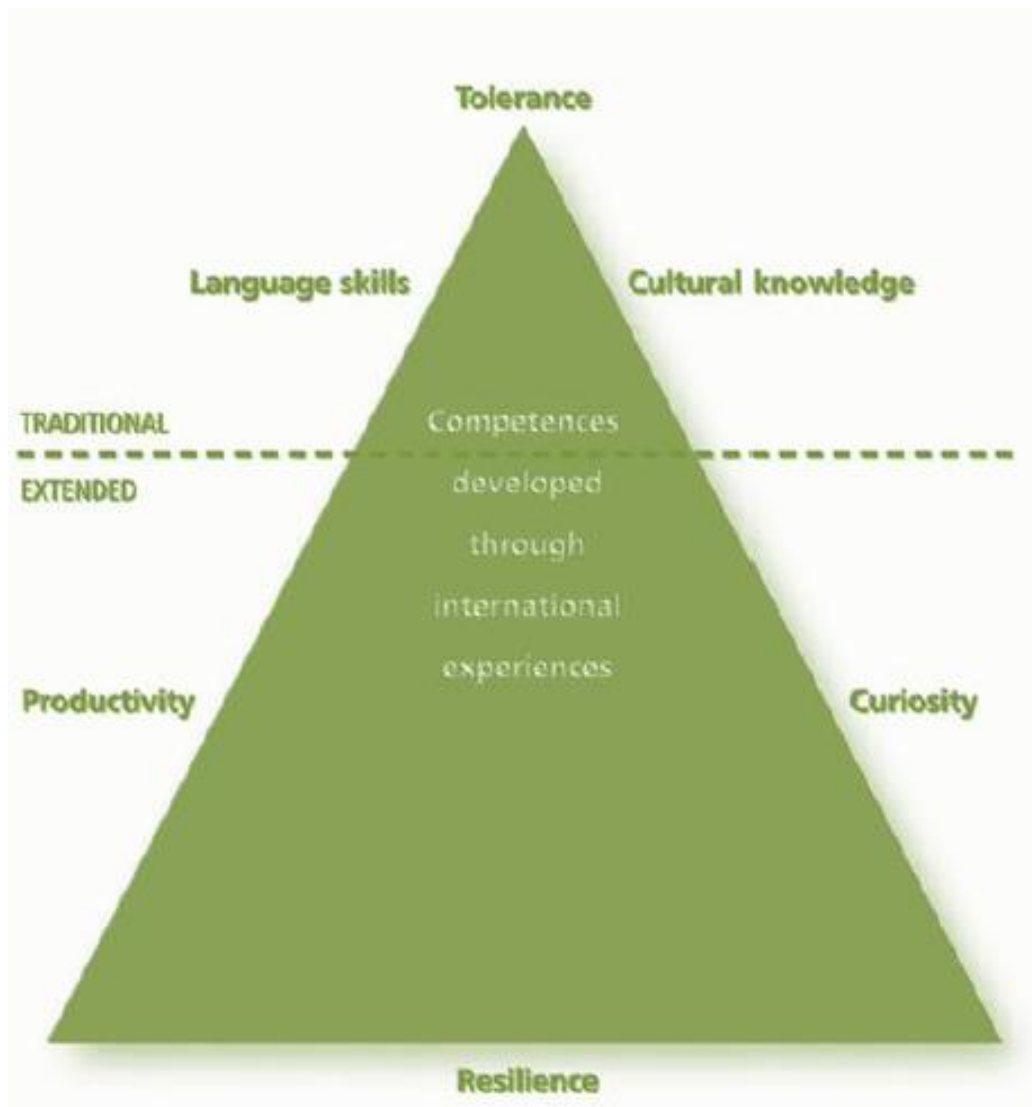 Tolerance
Language skills
Cultural knowledge
TRADITIONAL
Competences
EXTENDED
developed
through
international
experiences
Productivity
Curiosity
Resilience